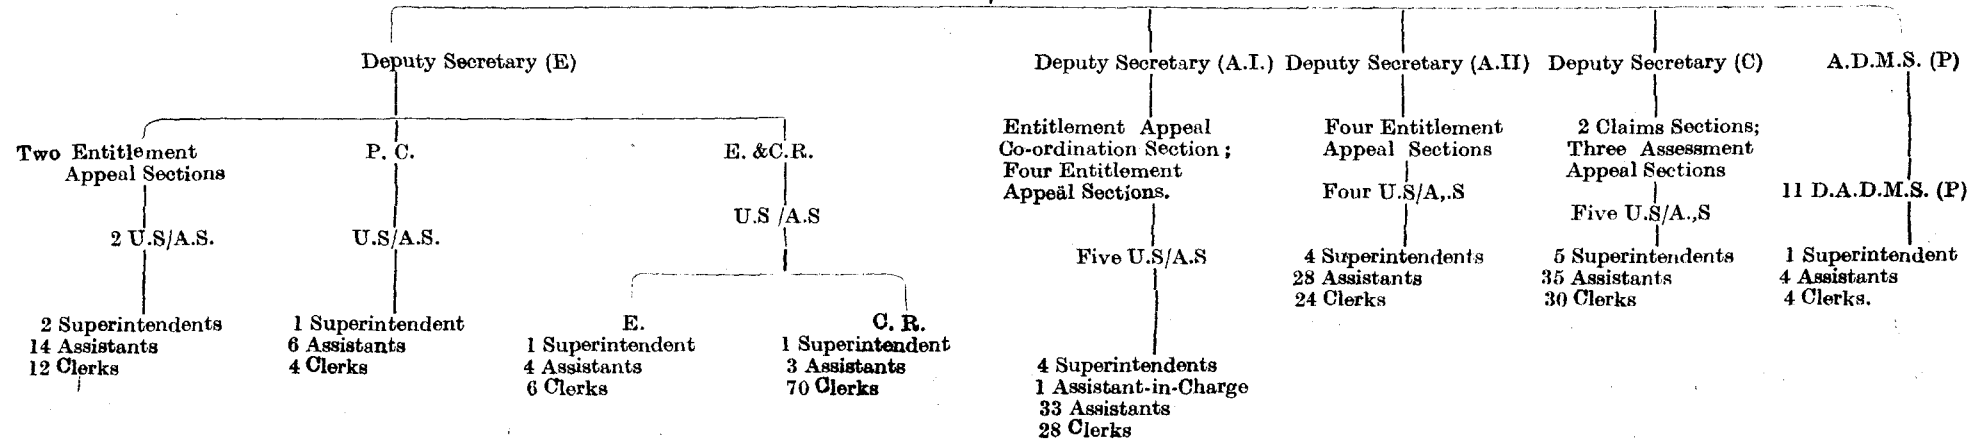 Deputy Secretary (E)
Deputy Secretary (A.I.)
Deputy Secretary (A.II)
Deputy Secretary (C)
A.D.M.S. (P)
Two Entitlement
Appeal Sections
2 U.S/A.S.
2 Superintendents
14 Assistants
12 Clerks
P. C.
U.S/A.S.
1 Superintendent
6 Assistants
4 Clerks
E. &C.R.
U.S /A.S
E.
1 Superintendent
4 Assistants
6 Clerks
C. R.
1 Superintendent
3 Assistants
70 Clerks
Entitlement Appeal
Co-ordination Section;
Four Entitlement
Appeal Sections.
Five U.S/A.S
4 Superintendents
1 Assistant-in-Charge
33 Assistants
28 Clerks
Four Entitlement
Appeal Sections
Four U.S/A,.S
4 Superintendents
28 Assistants
24 Clerks
2 Claims Sections;
Three Assessment
Appeal Sections
Five U.S/A.,S
5 Superintendents
35 Assistants
30 Clerks
11 D.A.D.M.S. (P)
1 Superintendent
4 Assistants
4 Clerks.